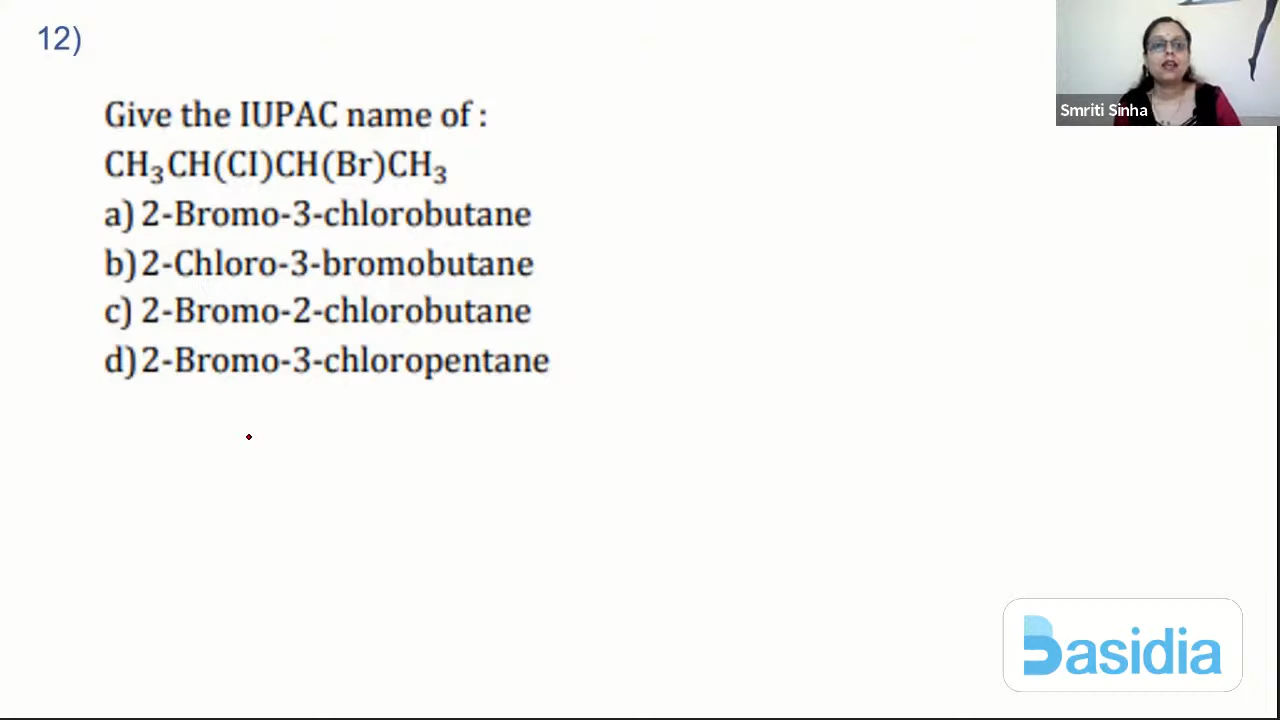 12)
Smriti Sinha
Give the IUPAC name of :
CH₃CH(CI)CH(Br)CH₃
a) 2-Bromo-3-chlorobutane
b) 2-Chloro-3-bromobutane
c) 2-Bromo-2-chlorobutane
d) 2-Bromo-3-chloropentane
Basidia